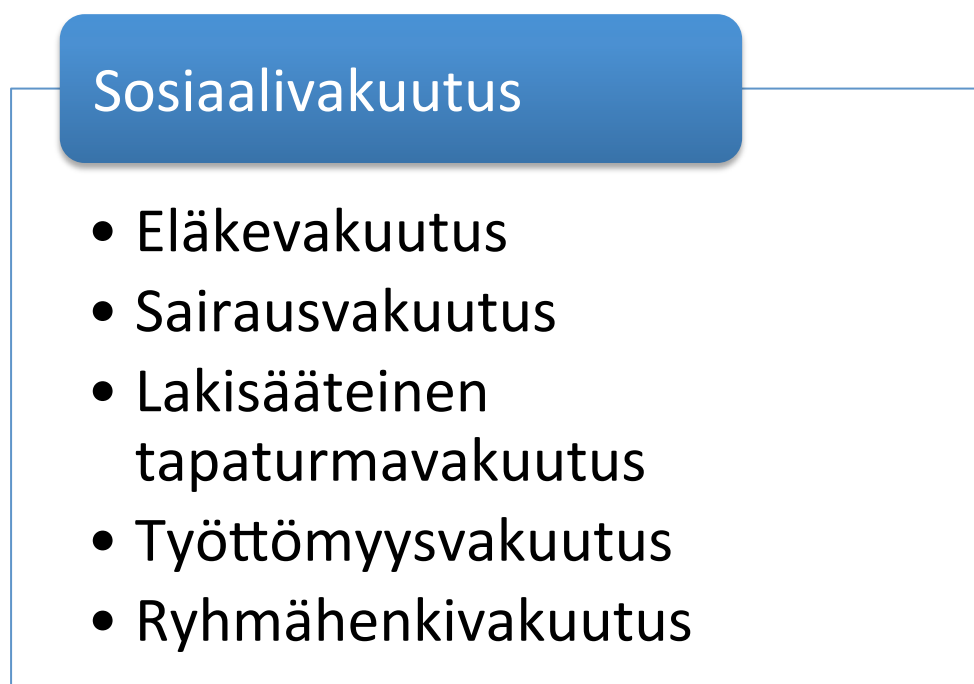 Sosiaalivakuutus
• Eläkevakuutus
• Sairausvakuutus
• Lakisääteinen
tapaturmavakuutus
• Työttömyysvakuutus
• Ryhmähenkivakuutus